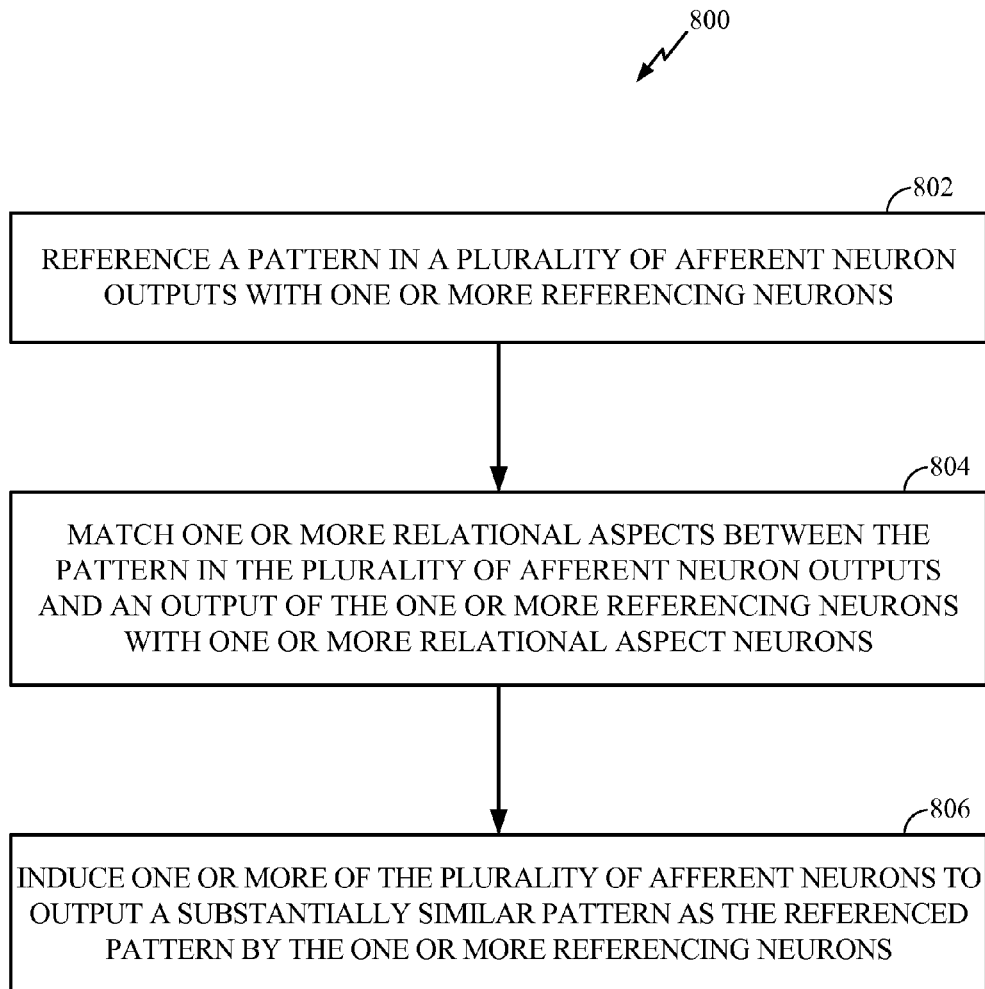 800
802
REFERENCE A PATTERN IN A PLURALITY OF AFFERENT NEURON
OUTPUTS WITH ONE OR MORE REFERENCING NEURONS
804
MATCH ONE OR MORE RELATIONAL ASPECTS BETWEEN THE
PATTERN IN THE PLURALITY OF AFFERENT NEURON OUTPUTS
AND AN OUTPUT OF THE ONE OR MORE REFERENCING NEURONS
WITH ONE OR MORE RELATIONAL ASPECT NEURONS
806
INDUCE ONE OR MORE OF THE PLURALITY OF AFFERENT NEURONS TO
OUTPUT A SUBSTANTIALLY SIMILAR PATTERN AS THE REFERENCED
PATTERN BY THE ONE OR MORE REFERENCING NEURONS